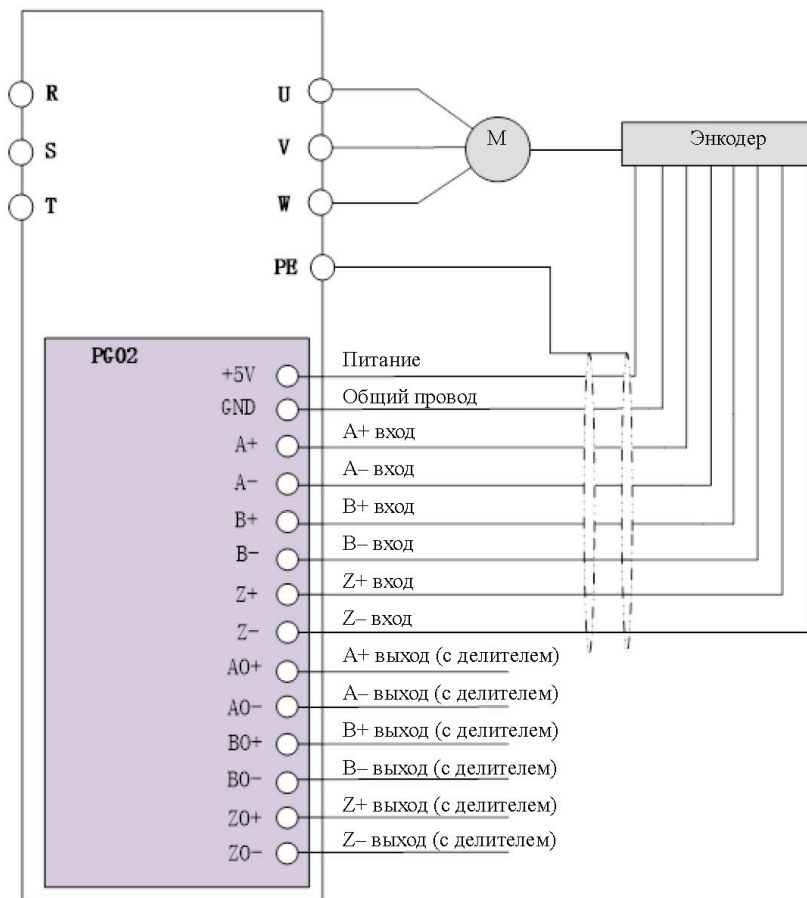 R
U
S
V
T
W
PE
M
Энкодер
PG02
+5V
Питание
GND
Общий провод
A+
A+ вход
A-
A– вход
B+
B+ вход
B-
B– вход
Z+
Z+ вход
Z-
Z– вход
AO+
A+ выход (с делителем)
AO-
A– выход (с делителем)
BO+
B+ выход (с делителем)
BO-
B– выход (с делителем)
ZO+
Z+ выход (с делителем)
ZO-
Z– выход (с делителем)